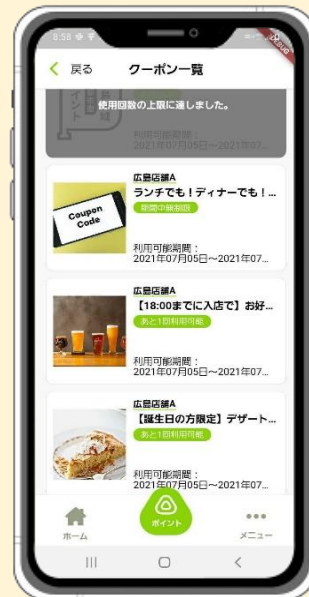 8:58
戻る
クーポン一覧
使用回数の上限に達しました。
利用可能期間：
2021年07月05日～2021年07...
Coupon
Code
広島店舗A
ランチでも！ディナーでも！...
期間中無制限
利用可能期間：
2021年07月05日～2021年07...
広島店舗A
【18:00までに入店で】お好...
あと1回利用可能
利用可能期間：
2021年07月05日～2021年07...
広島店舗A
【誕生日の方限定】デザート...
あと1回利用可能
利用可能期間：
2021年07月05日～2021年07...
ホーム
ポイント
メニュー